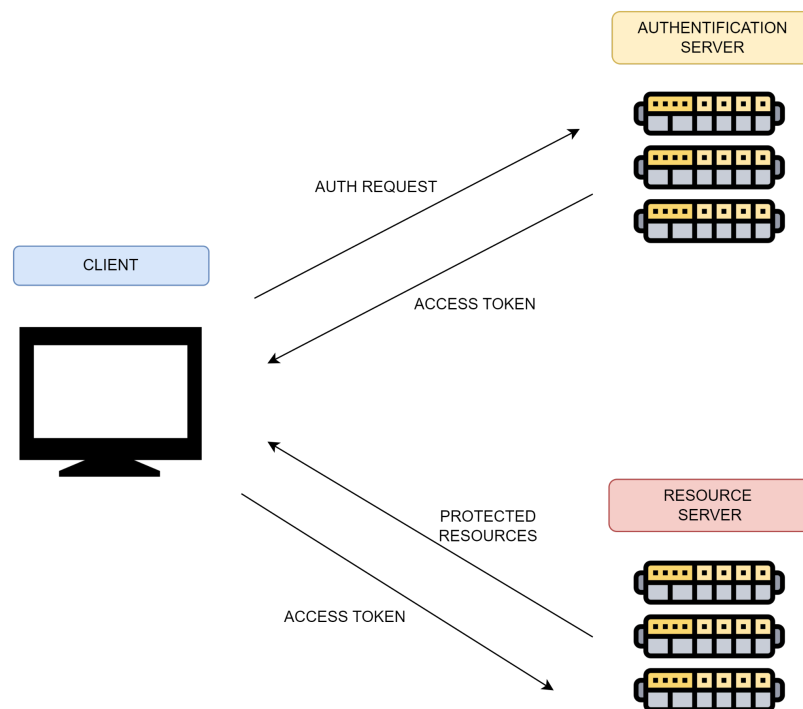 AUTHENTIFICATION
SERVER
AUTH REQUEST
CLIENT
ACCESS TOKEN
RESOURCE
SERVER
PROTECTED
RESOURCES
ACCESS TOKEN